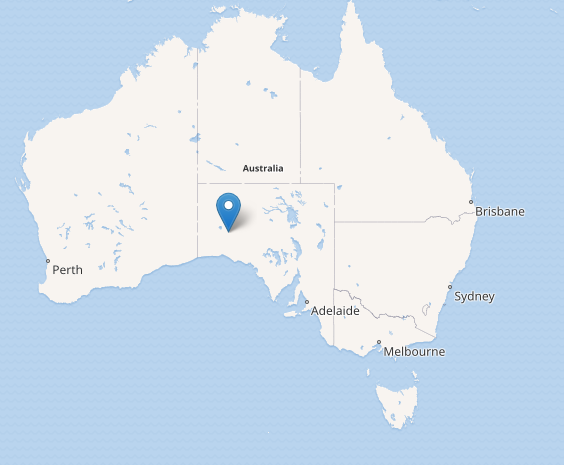 Australia
Brisbane
Perth
Sydney
Adelaide
Melbourne